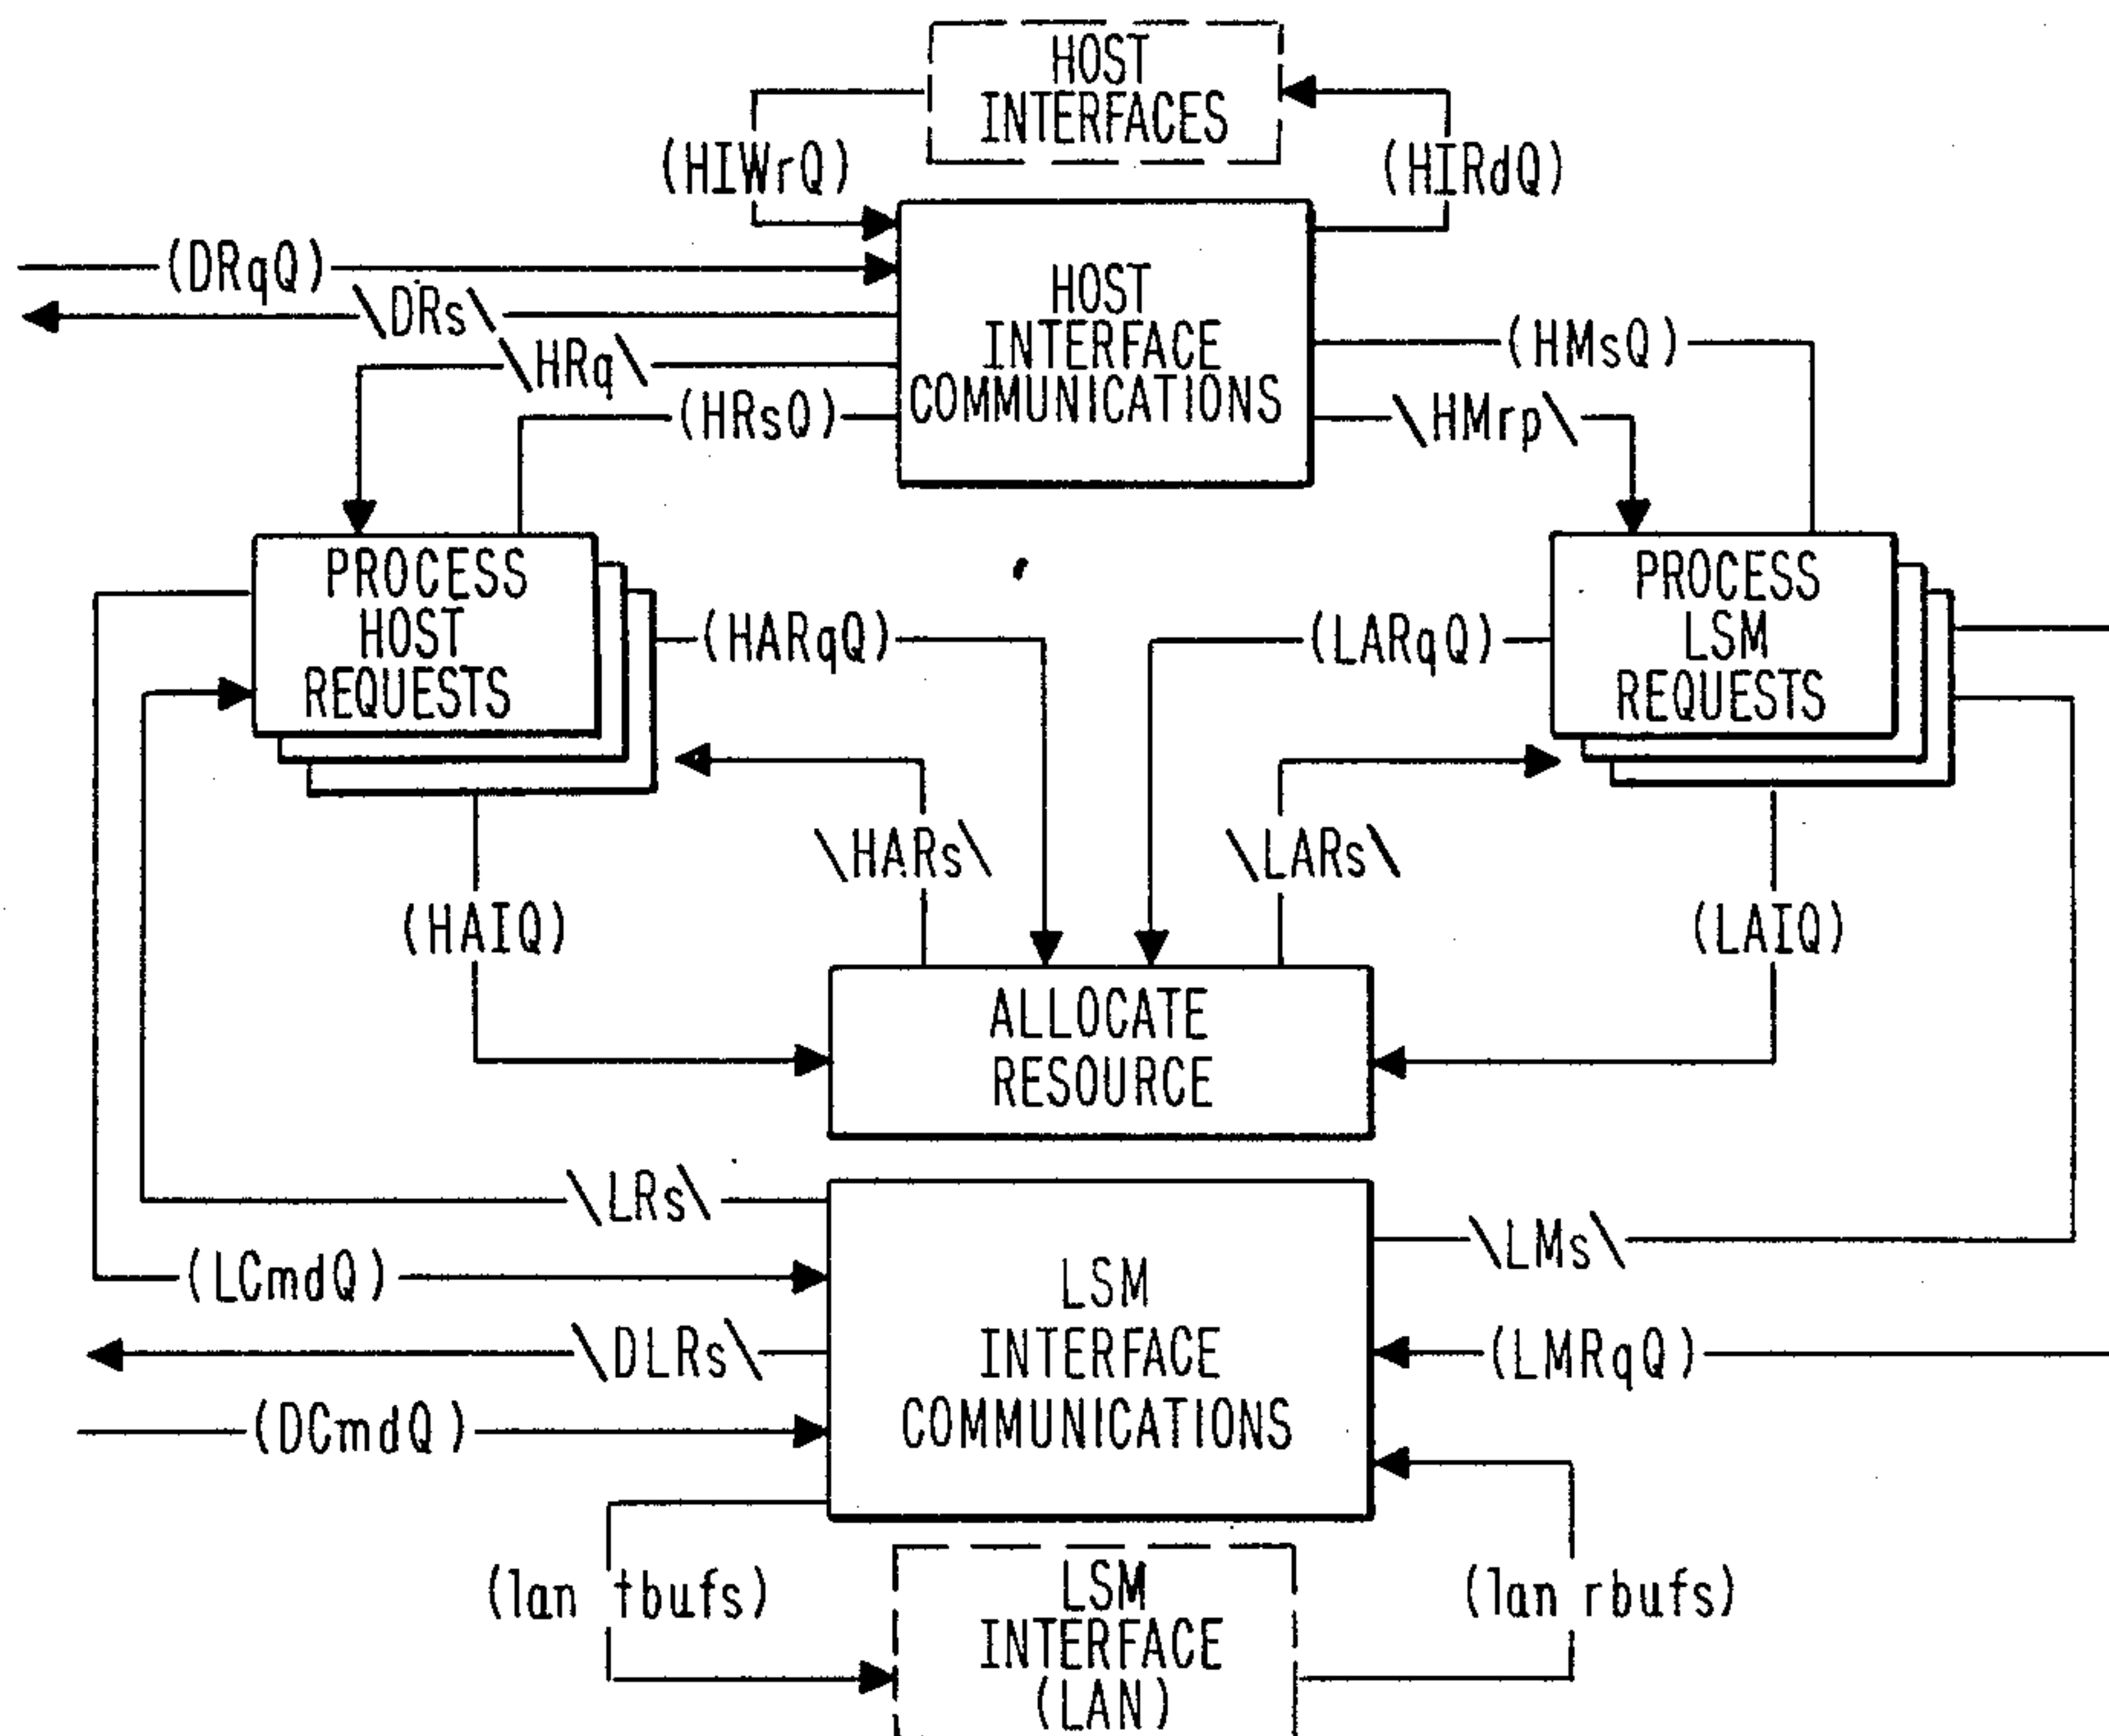 HOST
INTERFACES
(HIWrQ)
(HIRdQ)
(DRqQ)
\DRs\
\HRq\
(HRsQ)
HOST
INTERFACE
COMMUNICATIONS
(HMsQ)
\HMrp\
PROCESS
HOST
REQUESTS
(HARqQ)
(LARqQ)
PROCESS
LSM
REQUESTS
\HARs\
\LARs\
(HAIQ)
(LAIQ)
ALLOCATE
RESOURCE
\LRs\
(LCmdQ)
\DLRs\
(DCmdQ)
LSM
INTERFACE
COMMUNICATIONS
\LMs\
(LMRqQ)
(lan tbufs)
(lan rbufs)
LSM
INTERFACE
(LAN)